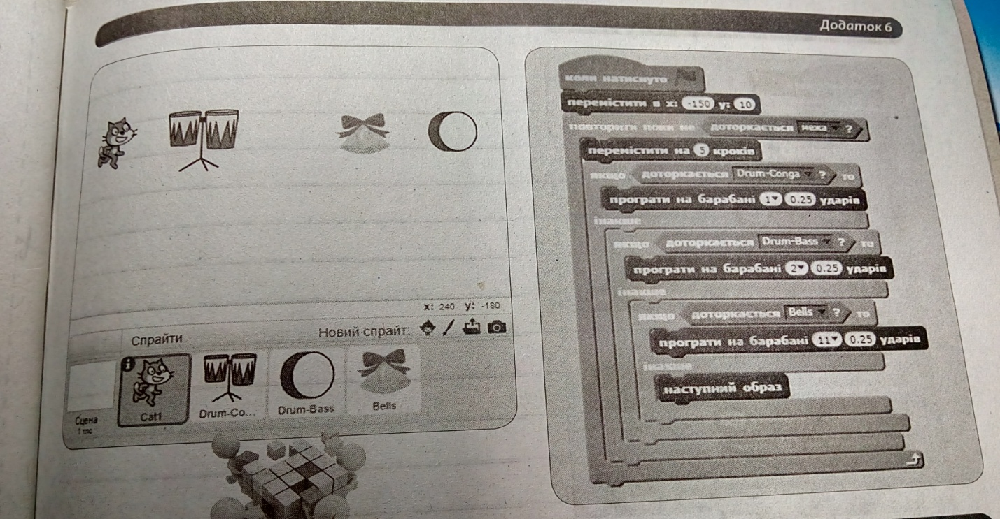 Додаток 6
x: 240 y: -180
Спрайти
Новий спрайт:
Сцена
1 тло
Cat1
Drum-Co...
Drum-Bass
Bells
коли натиснуто
перемістити в x: -150 y: 10
повторити поки не доторкається межа ?
перемістити на 5 кроків
якщо доторкається Drum-Conga ? то
програти на барабані 1 0.25 ударів
інакше
якщо доторкається Drum-Bass ? то
програти на барабані 2 0.25 ударів
інакше
якщо доторкається Bells ? то
програти на барабані 11 0.25 ударів
інакше
наступний образ